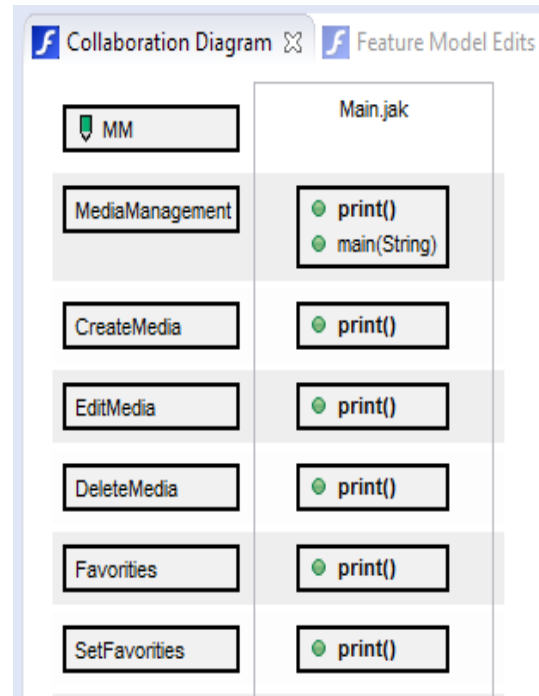 Collaboration Diagram
Feature Model Edits
Main.jak
MM
MediaManagement
print()
main(String)
CreateMedia
print()
EditMedia
print()
DeleteMedia
print()
Favorities
print()
SetFavorities
print()